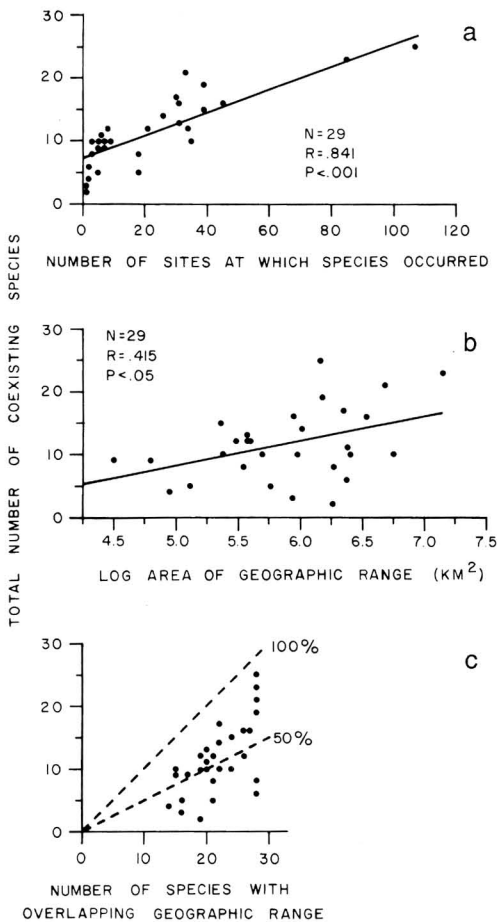 TOTAL NUMBER OF COEXISTING SPECIES
a
30
20
10
0
N=29
R=.841
P<.001
0 20 40 60 80 100 120
NUMBER OF SITES AT WHICH SPECIES OCCURRED
b
30
20
10
0
N=29
R=.415
P<.05
4.5 5.0 5.5 6.0 6.5 7.0 7.5
LOG AREA OF GEOGRAPHIC RANGE (KM²)
c
30
20
10
0
100%
50%
0 10 20 30
NUMBER OF SPECIES WITH
OVERLAPPING GEOGRAPHIC RANGE